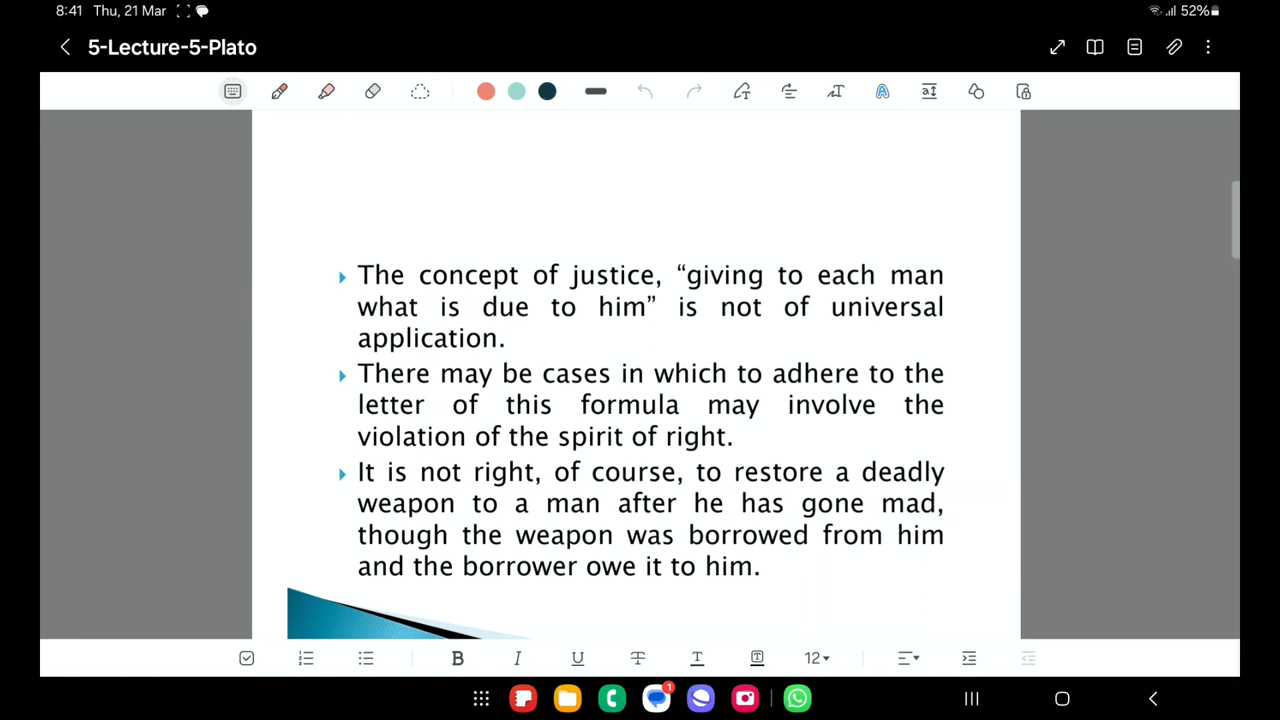 8:41 Thu, 21 Mar 52%
5-Lecture-5-Plato
The concept of justice, “giving to each man
what is due to him” is not of universal
application.
There may be cases in which to adhere to the
letter of this formula may involve the
violation of the spirit of right.
It is not right, of course, to restore a deadly
weapon to a man after he has gone mad,
though the weapon was borrowed from him
and the borrower owe it to him.
B I U T T T 12
1